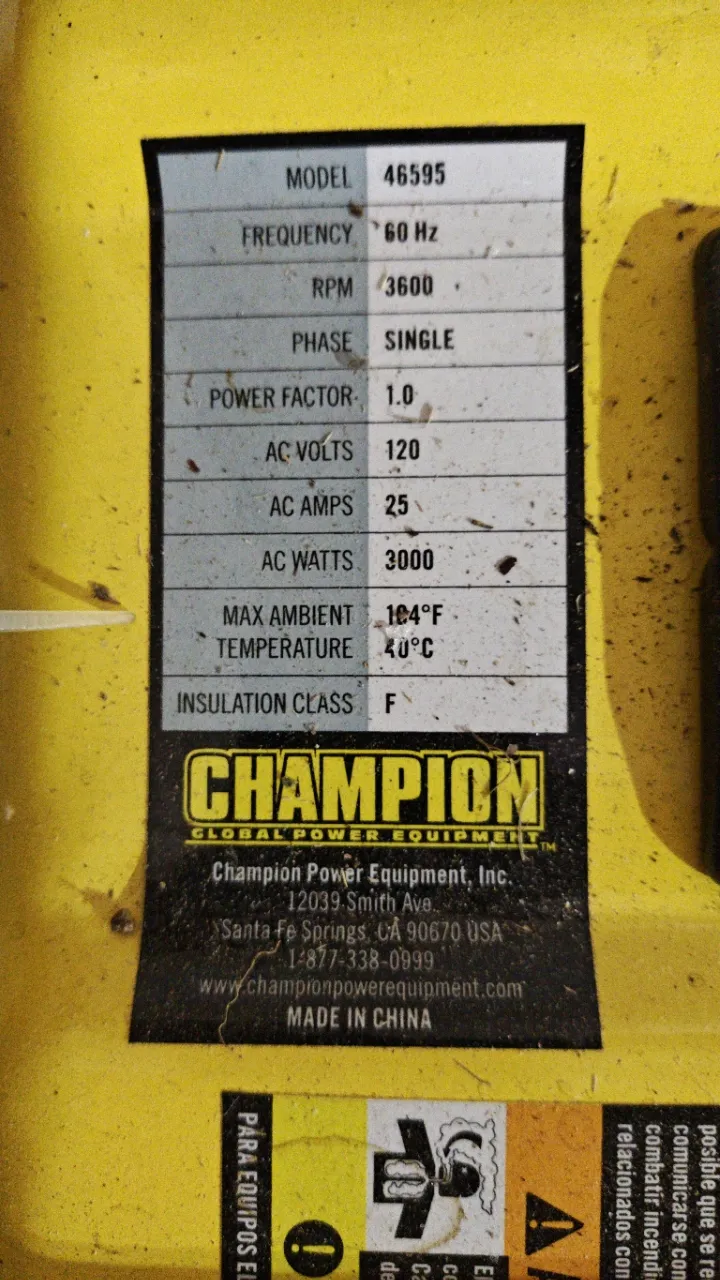 MODEL 46595
FREQUENCY 60 Hz
RPM 3600
PHASE SINGLE
POWER FACTOR 1.0
AC VOLTS 120
AC AMPS 25
AC WATTS 3000
MAX AMBIENT 104°F
TEMPERATURE 40°C
INSULATION CLASS F
CHAMPION
GLOBAL POWER EQUIPMENT™
Champion Power Equipment, Inc.
12039 Smith Ave.
Santa Fe Springs, CA 90670 USA
1-877-338-0999
www.championpowerequipment.com
MADE IN CHINA
posible que se re
comunicarse co
combatir incendi
relacionados con
PARA EQUIPOS EL